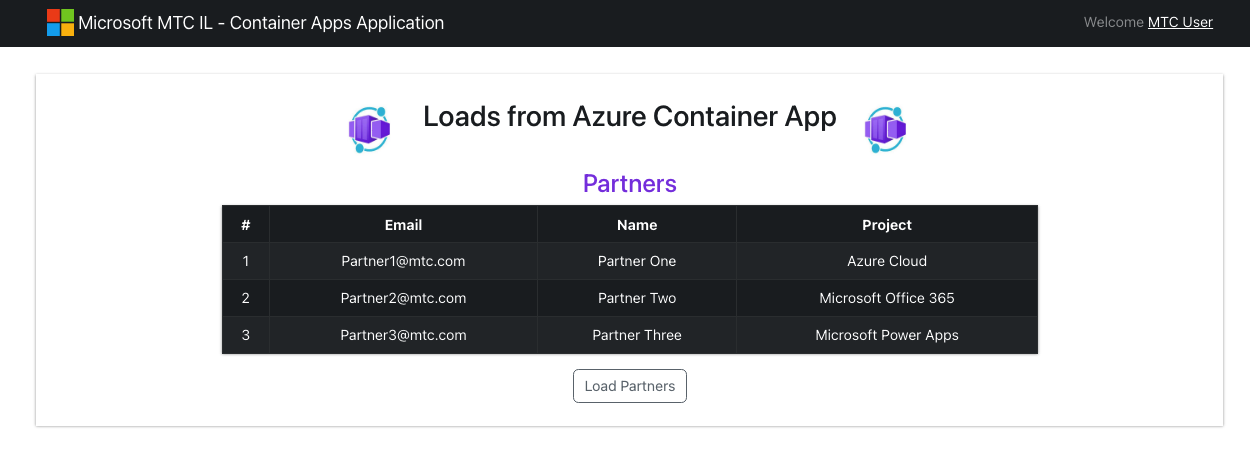 Microsoft MTC IL - Container Apps Application
Welcome MTC User
Loads from Azure Container App
Partners
# Email Name Project
1 Partner1@mtc.com Partner One Azure Cloud
2 Partner2@mtc.com Partner Two Microsoft Office 365
3 Partner3@mtc.com Partner Three Microsoft Power Apps
Load Partners